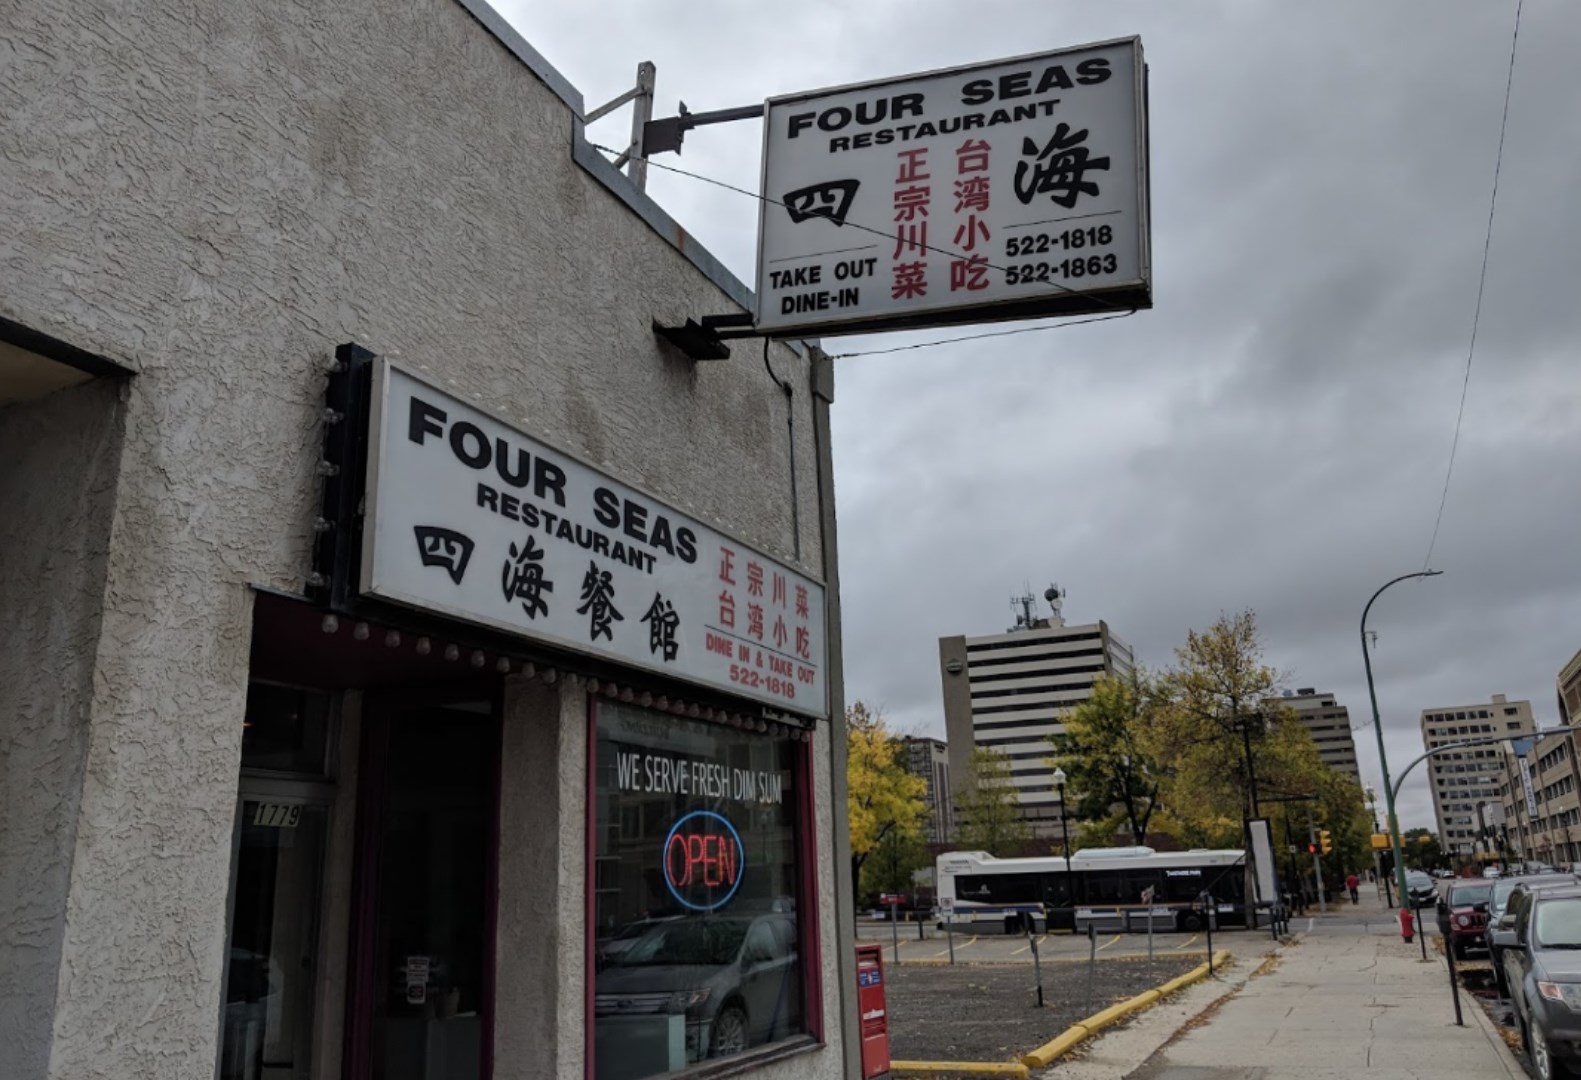 FOUR SEAS
RESTAURANT
四 海
正宗川菜
台湾小吃
TAKE OUT
DINE-IN
522-1818
522-1863
FOUR SEAS
RESTAURANT
四海餐館
正宗川菜
台湾小吃
DINE IN & TAKE OUT
522-1818
WE SERVE FRESH DIM SUM
OPEN
1779